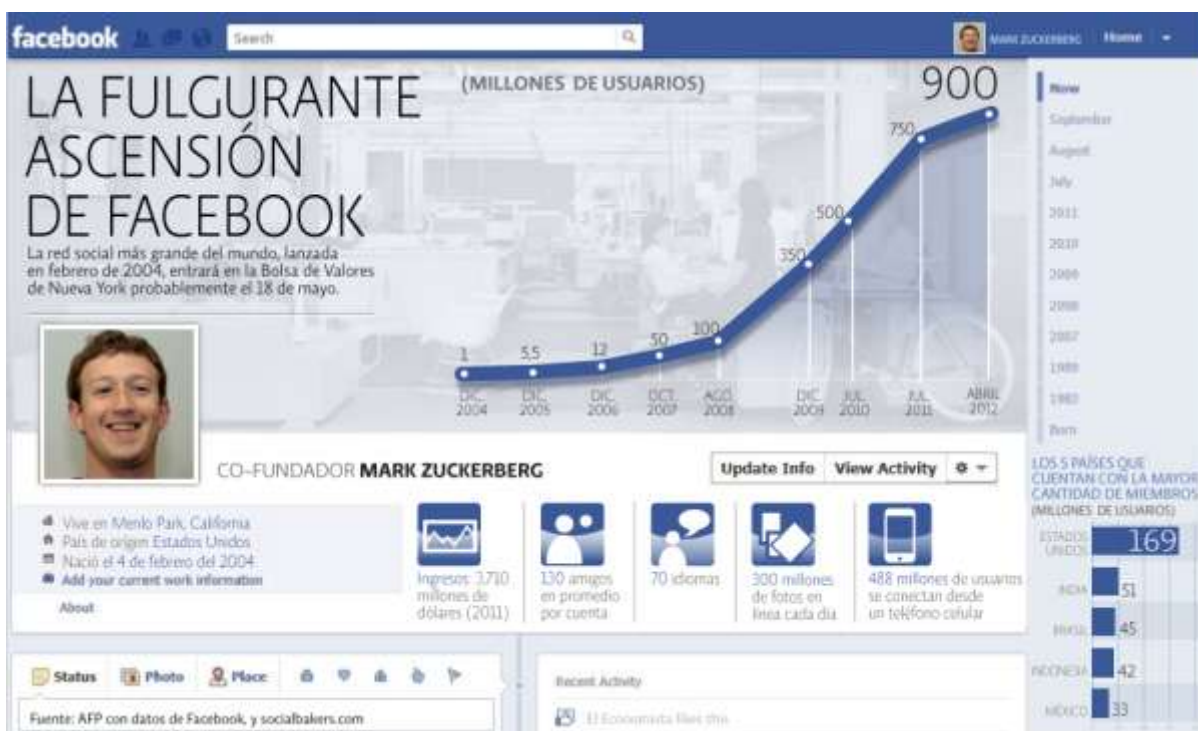 facebook
Search
MARK ZUCKERBERG
Home
LA FULGURANTE
ASCENSIÓN
DE FACEBOOK
La red social más grande del mundo, lanzada
en febrero de 2004, entrará en la Bolsa de Valores
de Nueva York probablemente el 18 de mayo.
(MILLONES DE USUARIOS)
1
5.5
12
50
100
350
500
750
900
DIC. 2004
DIC. 2005
DIC. 2006
OCT. 2007
AGO. 2008
DIC. 2009
JUL. 2010
JUL. 2011
ABRIL 2012
Now
September
August
July
2011
2010
2009
2008
2007
Born
CO-FUNDADOR MARK ZUCKERBERG
Update Info
View Activity
Vive en Menlo Park, California
País de origen Estados Unidos
Nació el 4 de febrero del 2004
Add your current work information
About
Ingresos: 3,710
millones de
dólares (2011)
130 amigos
en promedio
por cuenta
70 idiomas
300 millones
de fotos en
línea cada día
488 millones de usuarios
se conectan desde
un teléfono celular
LOS 5 PAÍSES QUE
CUENTAN CON LA MAYOR
CANTIDAD DE MIEMBROS
(MILLONES DE USUARIOS)
ESTADOS
UNIDOS
169
INDIA 51
BRASIL 45
INDONESIA 42
MÉXICO 33
Status
Photo
Place
Fuente: AFP con datos de Facebook, y socialbakers.com
Recent Activity
El Economista likes this